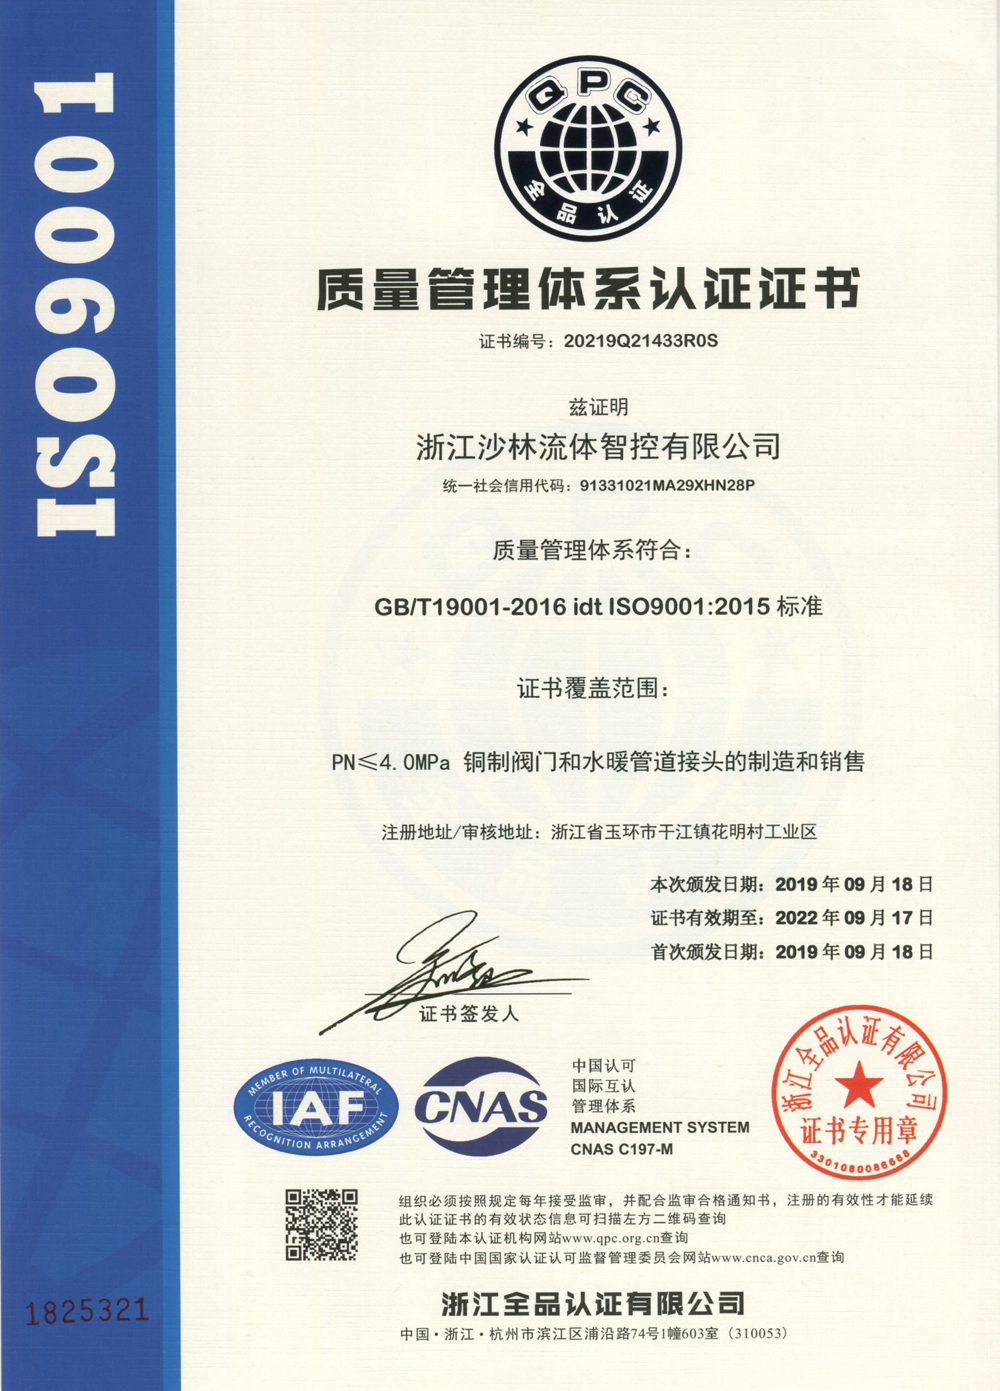 ISO9001
QPC
全品认证
质量管理体系认证证书
证书编号：20219Q21433R0S
兹证明
浙江沙林流体智控有限公司
统一社会信用代码：91331021MA29XHN28P
质量管理体系符合：
GB/T19001-2016 idt ISO9001:2015 标准
证书覆盖范围：
PN≤4.0MPa 铜制阀门和水暖管道接头的制造和销售
注册地址/审核地址：浙江省玉环市干江镇花明村工业区
本次颁发日期：2019 年 09 月 18 日
证书有效期至：2022 年 09 月 17 日
首次颁发日期：2019 年 09 月 18 日
证书签发人
MEMBER OF MULTILATERAL
IAF
RECOGNITION ARRANGEMENT
CNAS
中国认可
国际互认
管理体系
MANAGEMENT SYSTEM
CNAS C197-M
浙江全品认证有限公司
证书专用章
3301080086688
组织必须按照规定每年接受监审，并配合监审合格通知书，注册的有效性才能延续
此认证证书的有效状态信息可扫描左方二维码查询
也可登陆本认证机构网站www.qpc.org.cn查询
也可登陆中国国家认证认可监督管理委员会网站www.cnca.gov.cn查询
1825321
浙江全品认证有限公司
中国·浙江·杭州市滨江区浦沿路74号1幢603室（310053）